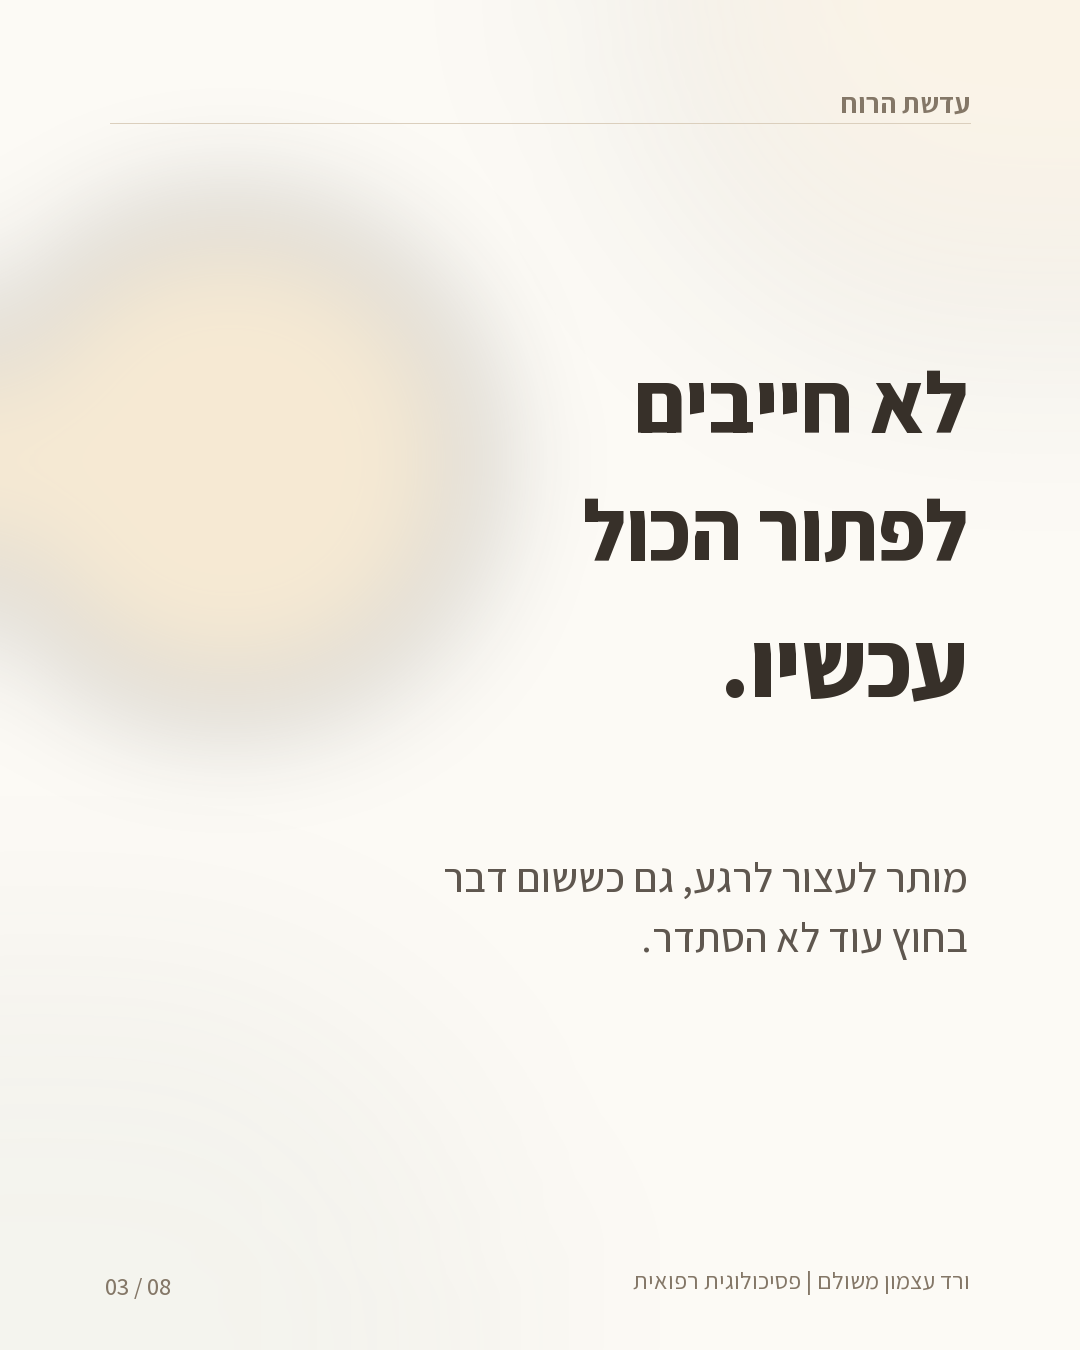 עדשת הרוח
לא חייבים
לפתור הכול
עכשיו.
מותר לעצור לרגע, גם כששום דבר
בחוץ עוד לא הסתדר.
ורד עצמון משולם | פסיכולוגית רפואית
03 / 08